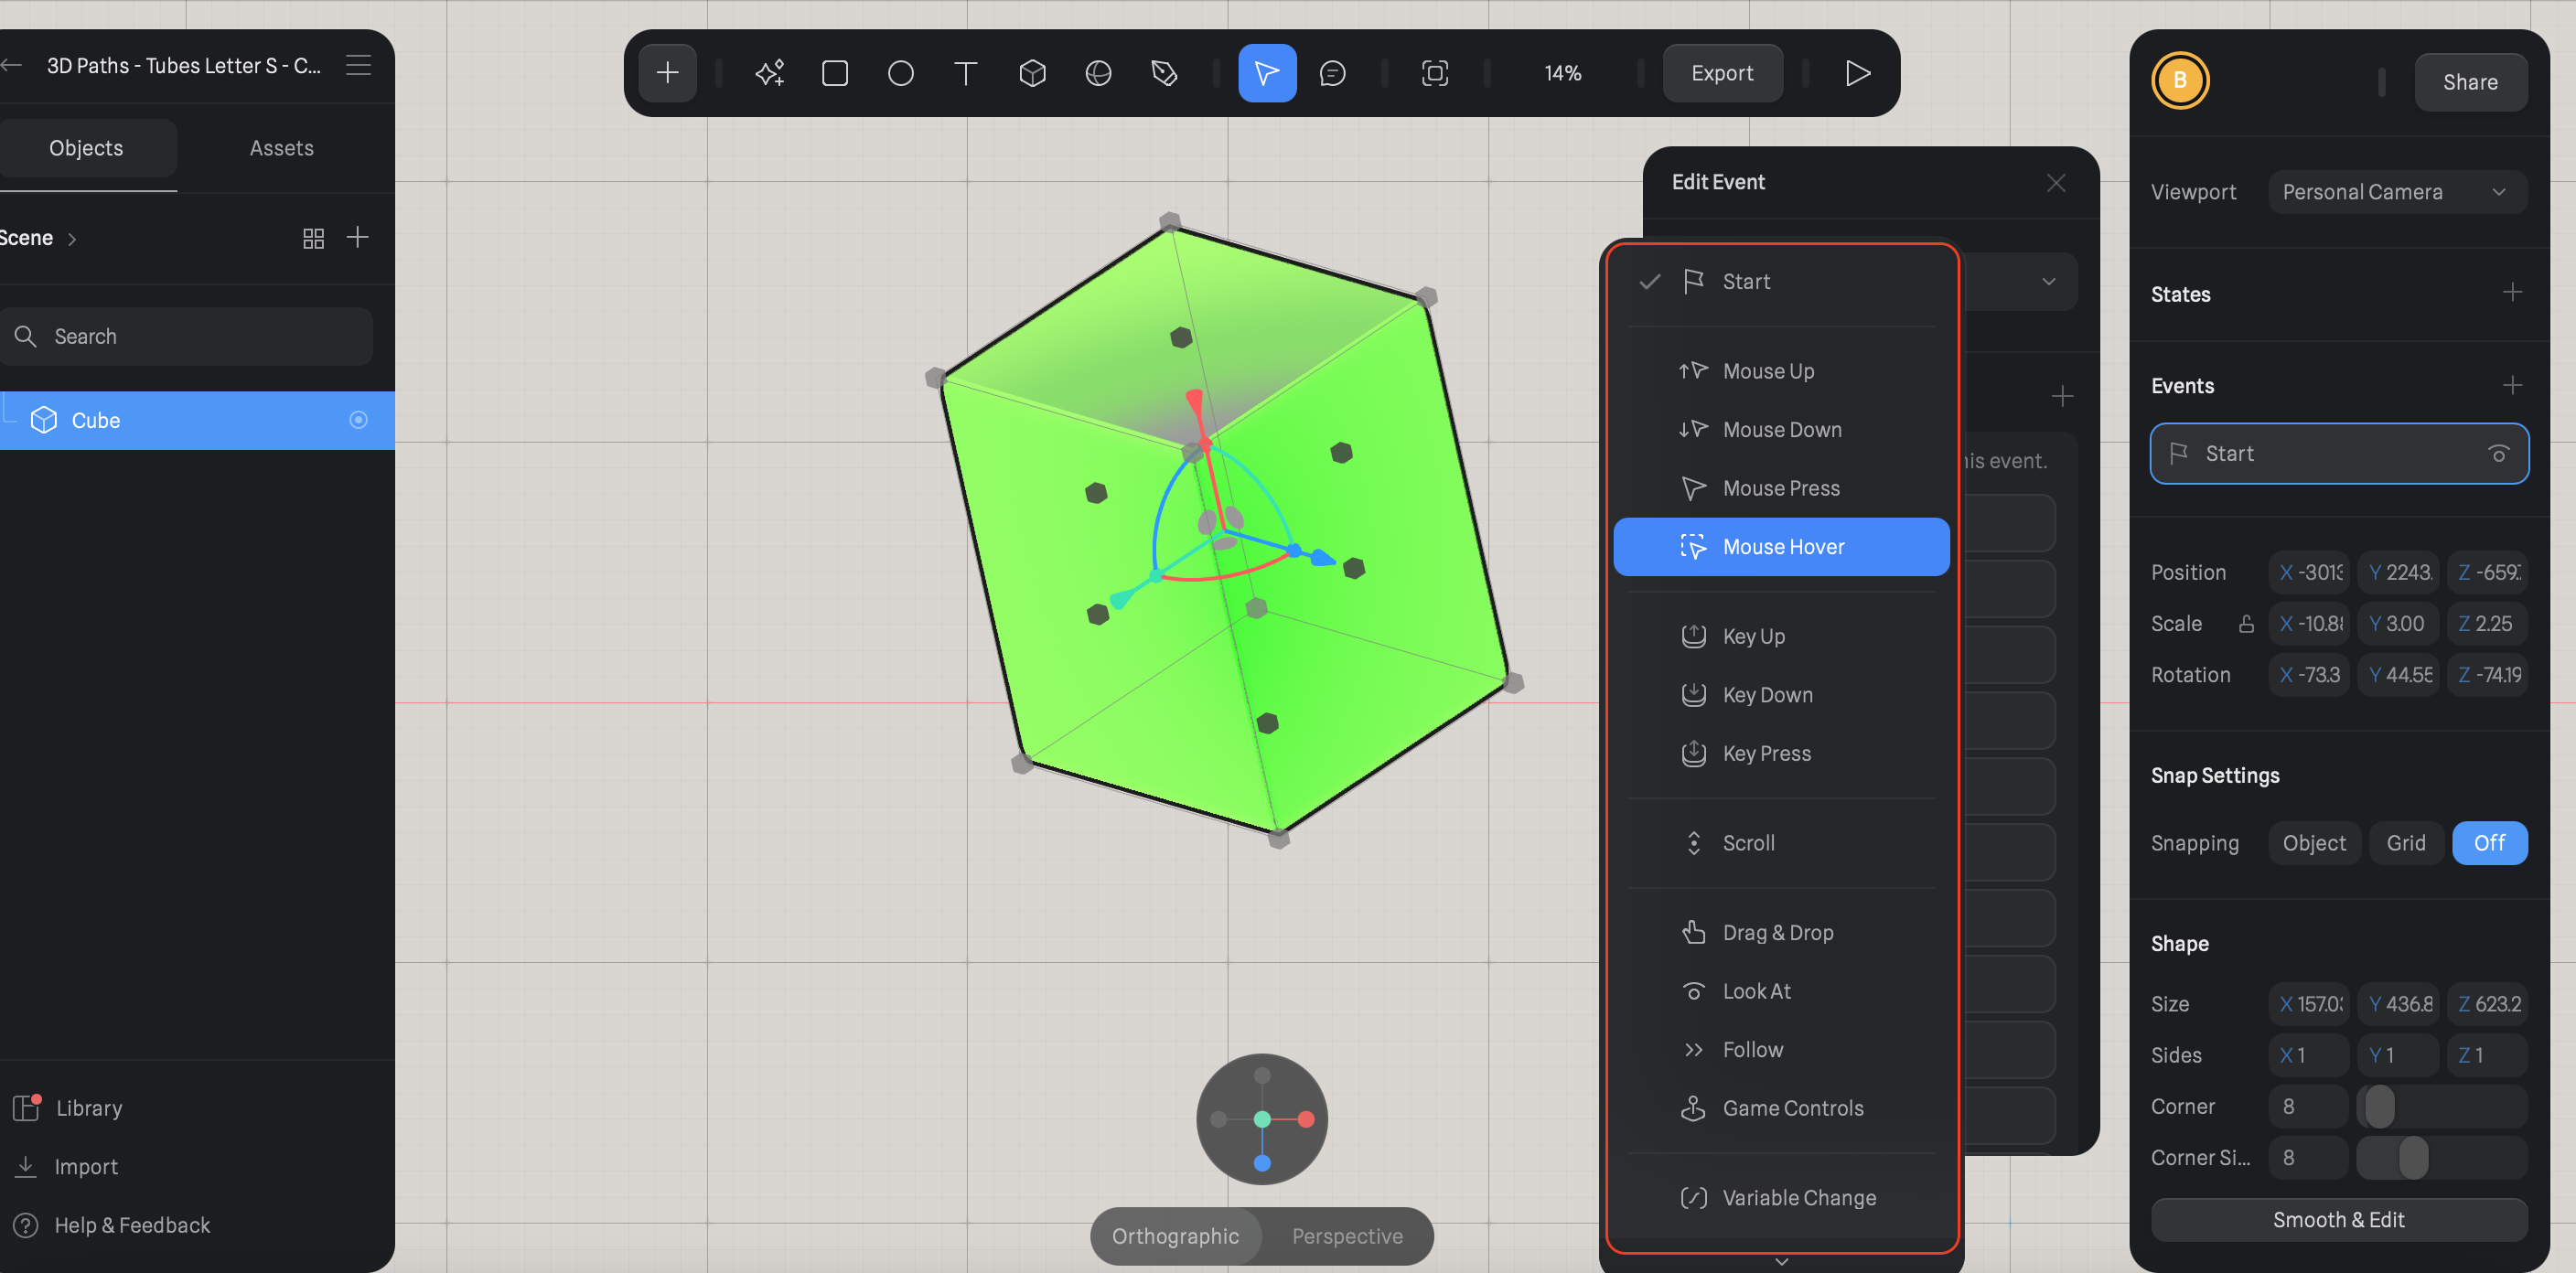 3D Paths - Tubes Letter S - C...
Objects
Assets
Scene
Search
Cube
Library
Import
Help & Feedback
14%
Export
Orthographic
Perspective
Edit Event
Start
Mouse Up
Mouse Down
Mouse Press
Mouse Hover
Key Up
Key Down
Key Press
Scroll
Drag & Drop
Look At
Follow
Game Controls
Variable Change
this event.
B
Share
Viewport Personal Camera
States
Events
Start
Position X -3013 Y 2243. Z -659.
Scale X -10.8 Y 3.00 Z 2.25
Rotation X -73.3 Y 44.55 Z -74.19
Snap Settings
Snapping Object Grid Off
Shape
Size X 157.0 Y 436.8 Z 623.2
Sides X 1 Y 1 Z 1
Corner 8
Corner Si... 8
Smooth & Edit